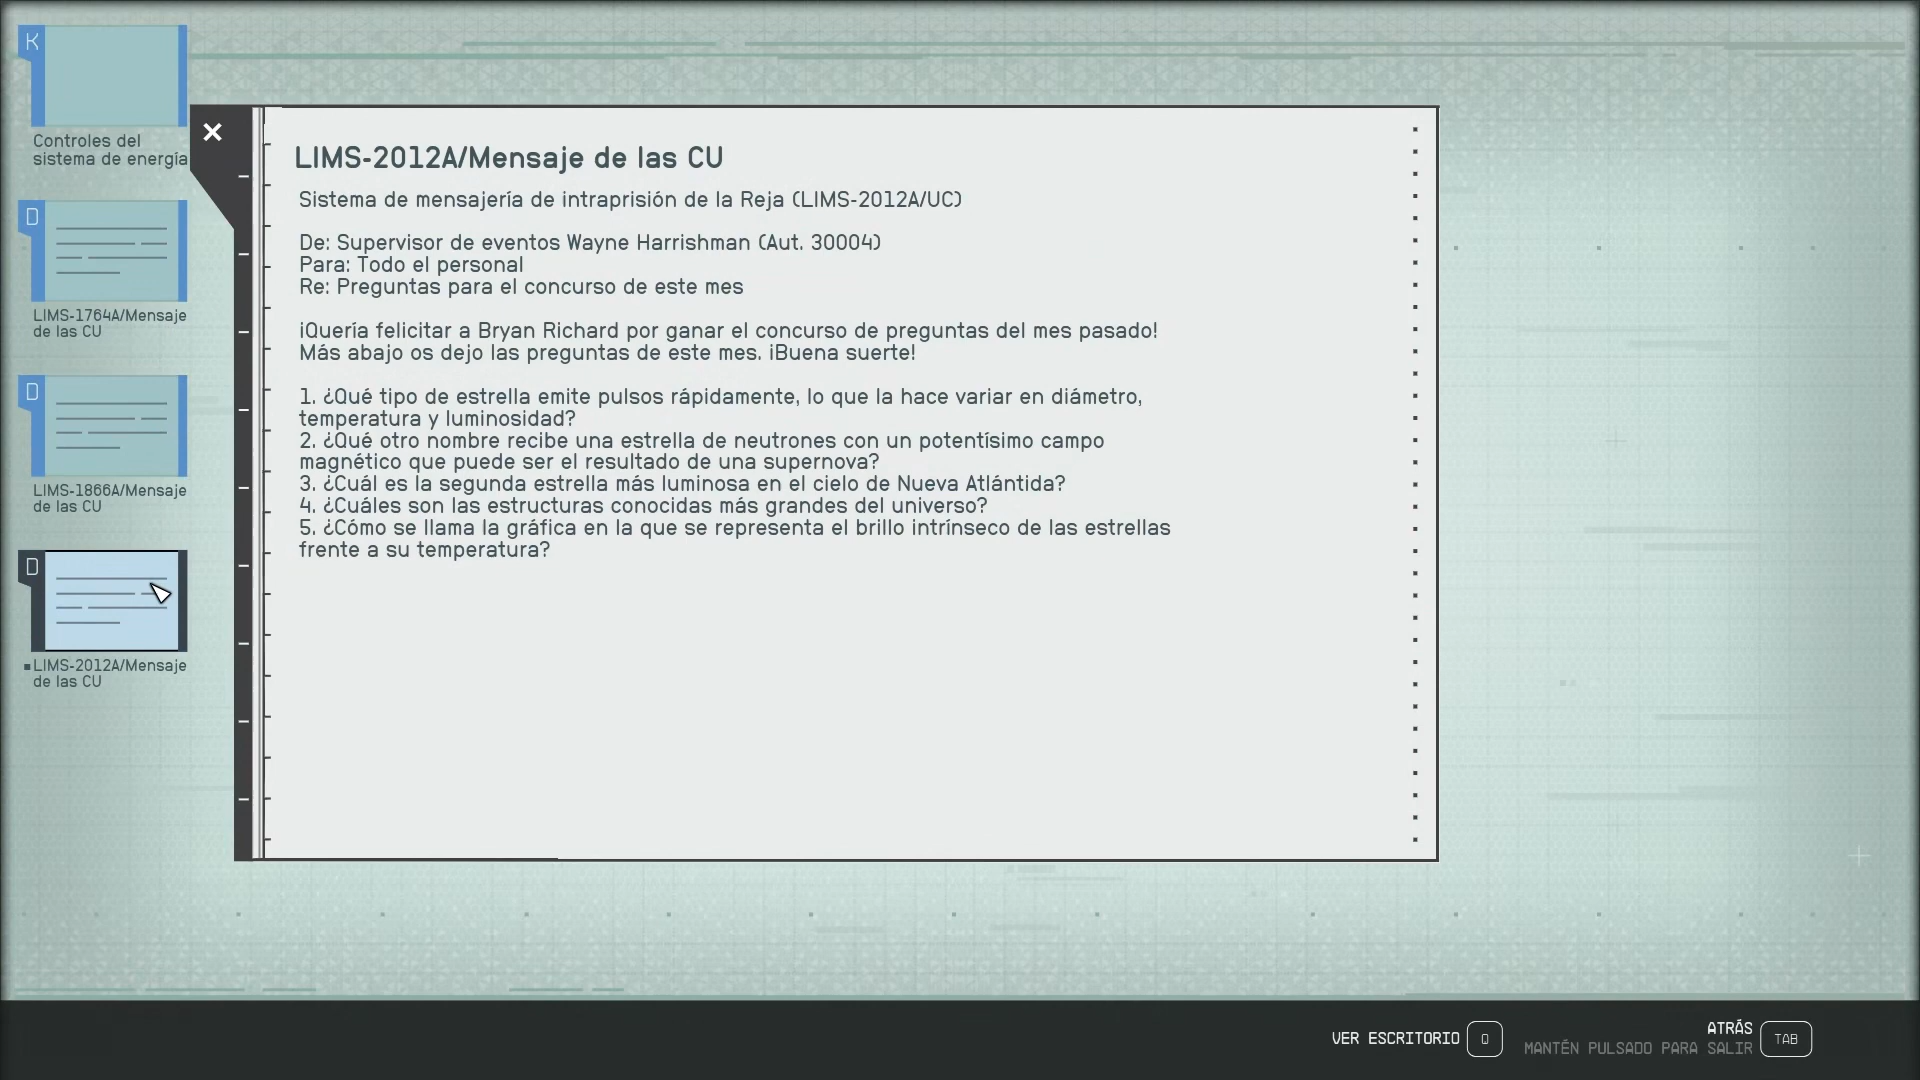 K
Controles del
sistema de energía
D
LIMS-1764A/Mensaje
de las CU
D
LIMS-1866A/Mensaje
de las CU
D
LIMS-2012A/Mensaje
de las CU
LIMS-2012A/Mensaje de las CU
Sistema de mensajería de intraprisión de la Reja (LIMS-2012A/UC)
De: Supervisor de eventos Wayne Harrishman (Aut. 30004)
Para: Todo el personal
Re: Preguntas para el concurso de este mes
¡Quería felicitar a Bryan Richard por ganar el concurso de preguntas del mes pasado!
Más abajo os dejo las preguntas de este mes. ¡Buena suerte!
1. ¿Qué tipo de estrella emite pulsos rápidamente, lo que la hace variar en diámetro,
temperatura y luminosidad?
2. ¿Qué otro nombre recibe una estrella de neutrones con un potentísimo campo
magnético que puede ser el resultado de una supernova?
3. ¿Cuál es la segunda estrella más luminosa en el cielo de Nueva Atlántida?
4. ¿Cuáles son las estructuras conocidas más grandes del universo?
5. ¿Cómo se llama la gráfica en la que se representa el brillo intrínseco de las estrellas
frente a su temperatura?
VER ESCRITORIO Q
ATRÁS
MANTÉN PULSADO PARA SALIR TAB